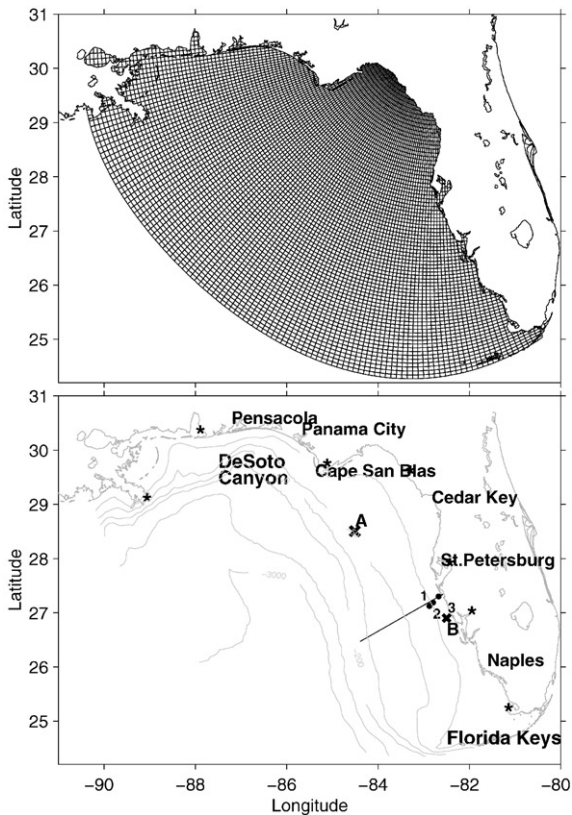 31
30
29
28
27
26
25
Latitude
31
Pensacola
Panama City
30
DeSoto
Canyon
Cape San Blas
29
Cedar Key
A
28
St.Petersburg
1
27
2
3
B
-3000
-200
26
Naples
25
Florida Keys
Latitude
−90
−88
−86
−84
−82
−80
Longitude